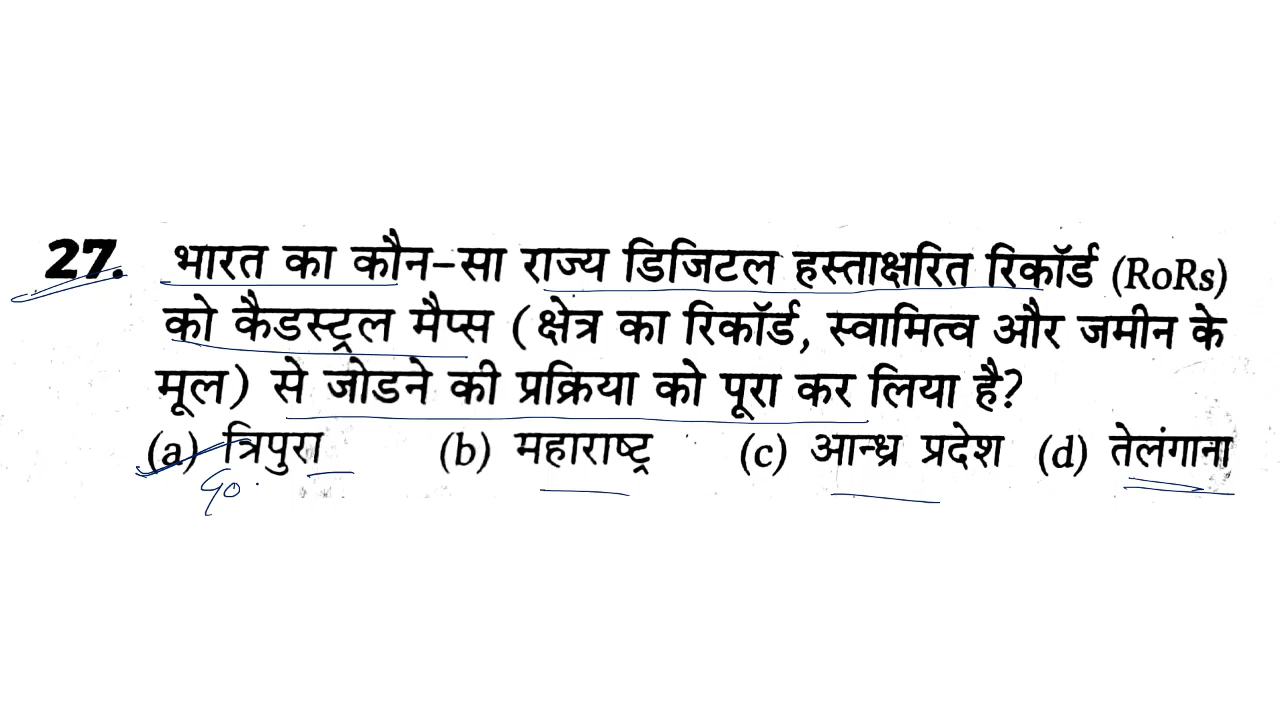 27. भारत का कौन-सा राज्य डिजिटल हस्ताक्षरित रिकॉर्ड (RoRs)
को कैडस्ट्रल मैप्स (क्षेत्र का रिकॉर्ड, स्वामित्व और जमीन के
मूल) से जोडने की प्रक्रिया को पूरा कर लिया है?
(a) त्रिपुरा (b) महाराष्ट्र (c) आन्ध्र प्रदेश (d) तेलंगाना